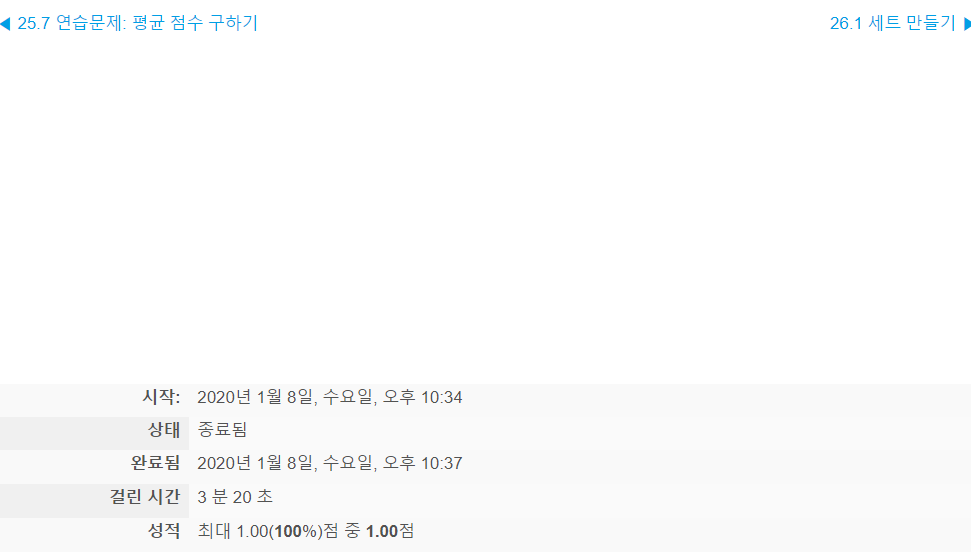 ◀ 25.7 연습문제: 평균 점수 구하기
26.1 세트 만들기 ▶
시작: 2020년 1월 8일, 수요일, 오후 10:34
상태 종료됨
완료됨 2020년 1월 8일, 수요일, 오후 10:37
걸린 시간 3 분 20 초
성적 최대 1.00(100%)점 중 1.00점